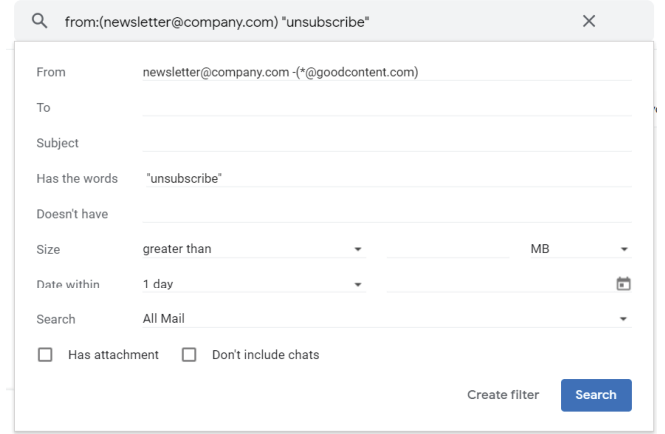 from:(newsletter@company.com) "unsubscribe"
From newsletter@company.com -(*@goodcontent.com)
To
Subject
Has the words "unsubscribe"
Doesn't have
Size greater than MB
Date within 1 day
Search All Mail
Has attachment Don't include chats
Create filter Search